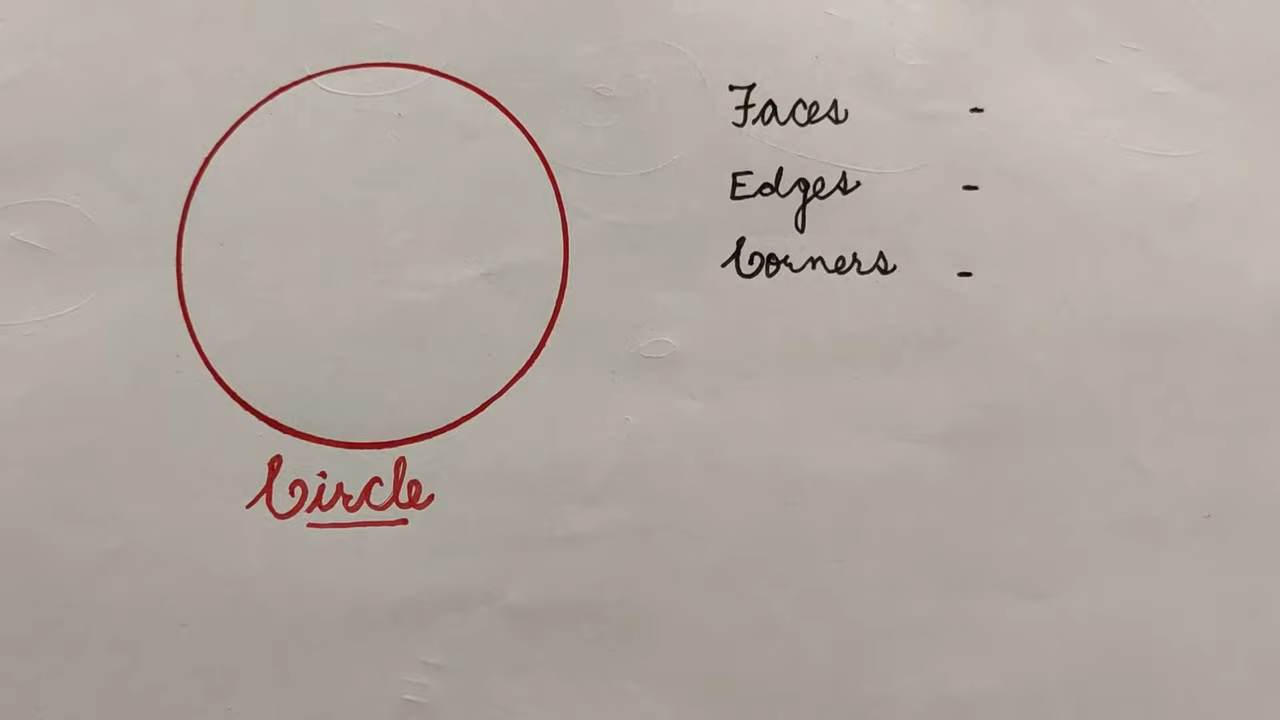 Faces -
Edges -
Corners -
Circle